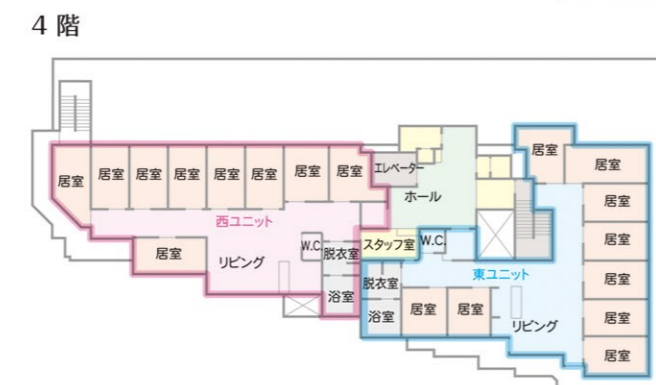 4階
居室
居室
居室
居室
居室
居室
居室
居室
エレベーター
居室
居室
ホール
居室
西ユニット
居室
W.C.
脱衣室
スタッフ室
W.C.
居室
リビング
東ユニット
居室
脱衣室
浴室
浴室
居室
居室
リビング
居室
居室